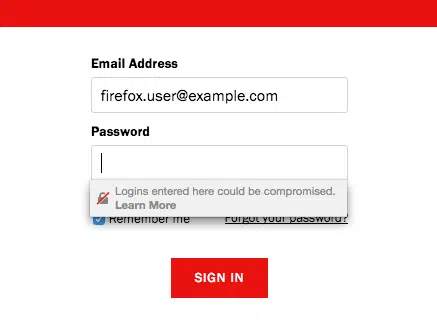 Email Address
firefox.user@example.com
Password
Logins entered here could be compromised.
Learn More
Remember me
Forgot your password?
SIGN IN